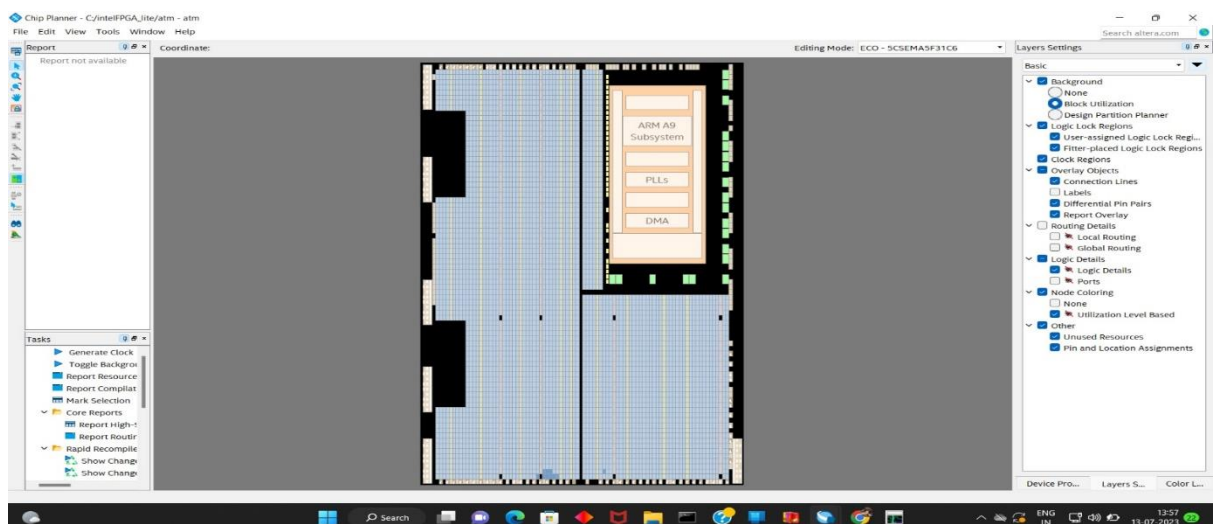 Chip Planner - C:/intelFPGA_lite/atm - atm
File Edit View Tools Window Help
Search altera.com
Report
Report not available
Coordinate:
Editing Mode: ECO - 5CSEMA5F31C6
ARM A9
Subsystem
PLLs
DMA
Tasks
Generate Clock
Toggle Backgrou
Report Resource
Report Compilat
Mark Selection
Core Reports
Report High-S
Report Routin
Rapid Recompile
Show Change
Show Change
Layers Settings
Basic
Background
None
Block Utilization
Design Partition Planner
Logic Lock Regions
User-assigned Logic Lock Regi...
Fitter-placed Logic Lock Regions
Clock Regions
Overlay Objects
Connection Lines
Labels
Differential Pin Pairs
Report Overlay
Routing Details
Local Routing
Global Routing
Logic Details
Logic Details
Ports
Node Coloring
None
Utilization Level Based
Other
Unused Resources
Pin and Location Assignments
Device Pro... Layers S... Color L...
Search
ENG
IN
13:57
13-07-2023
22